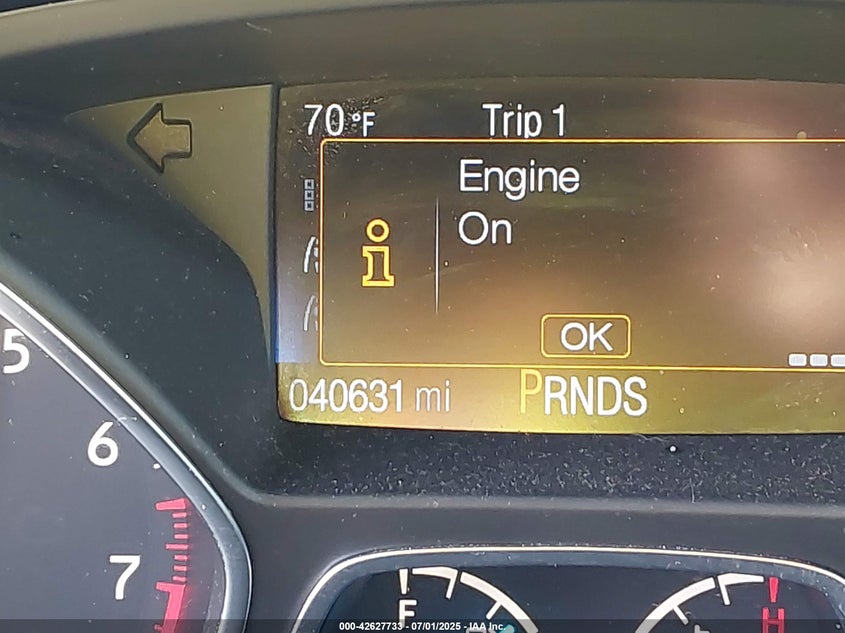 70 °F Trip 1
Engine
On
i
OK
040631 mi PRNDS
5
6
7
F H
000-42627733 - 07/01/2025 - IAA Inc.